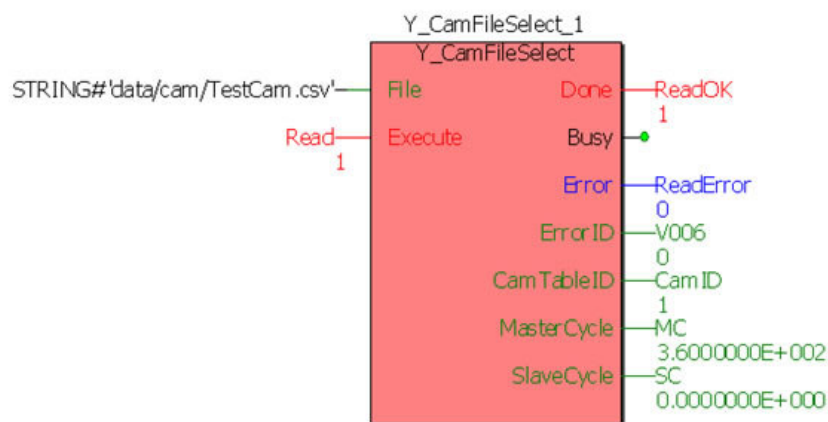 Y_CamFileSelect_1
Y_CamFileSelect
STRING#'data/cam/TestCam.csv' File Done ReadOK
1
Read Execute Busy
1
Error ReadError
0
ErrorID V006
0
CamTableID CamID
1
MasterCycle MC
3.6000000E+002
SlaveCycle SC
0.0000000E+000